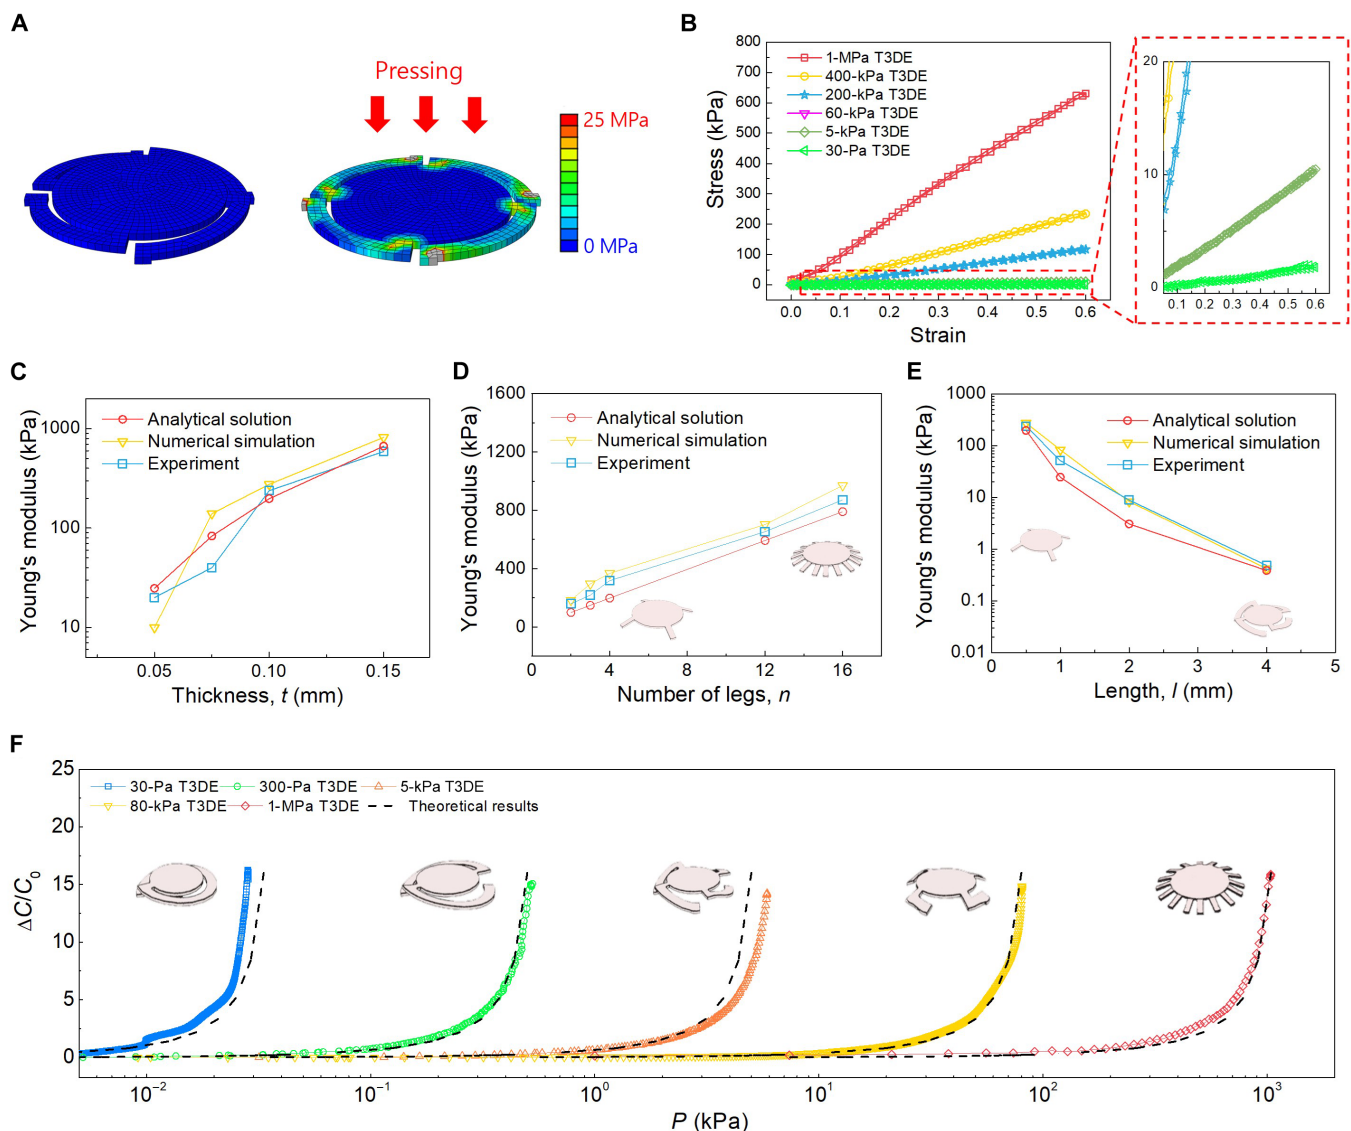 A
Pressing
25 MPa
0 MPa
B
Stress (kPa)
800
700
600
500
400
300
200
100
0
1-MPa T3DE
400-kPa T3DE
200-kPa T3DE
60-kPa T3DE
5-kPa T3DE
30-Pa T3DE
0.0 0.1 0.2 0.3 0.4 0.5 0.6
Strain
20
10
0
0.1 0.2 0.3 0.4 0.5 0.6
C
Young's modulus (kPa)
1000
100
10
Analytical solution
Numerical simulation
Experiment
0.05 0.10 0.15
Thickness, t (mm)
D
Young's modulus (kPa)
1600
1200
800
400
0
Analytical solution
Numerical simulation
Experiment
0 4 8 12 16
Number of legs, n
E
Young's modulus (kPa)
1000
100
10
1
0.1
0.01
Analytical solution
Numerical simulation
Experiment
0 1 2 3 4 5
Length, l (mm)
F
ΔC/C₀
25
20
15
10
5
0
30-Pa T3DE 300-Pa T3DE 5-kPa T3DE
80-kPa T3DE 1-MPa T3DE Theoretical results
10⁻² 10⁻¹ 10⁰ 10¹ 10² 10³
P (kPa)